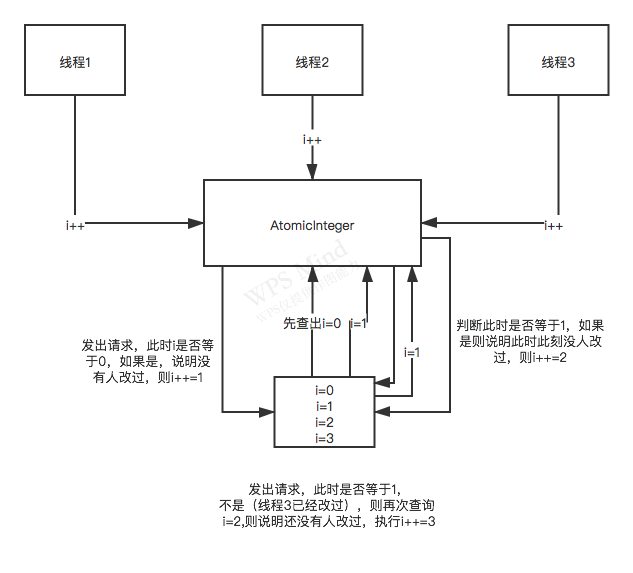 线程1
线程2
线程3
i++
i++
i++
AtomicInteger
WPS Mind
先查出i=0
i=1
i=1
发出请求，此时i是否等
于0，如果是，说明没
有人改过，则i++=1
判断此时是否等于1，如果
是则说明此时此刻没人改
过，则i++=2
i=0
i=1
i=2
i=3
发出请求，此时是否等于1，
不是（线程3已经改过），则再次查询
i=2,则说明还没有人改过，执行i++=3